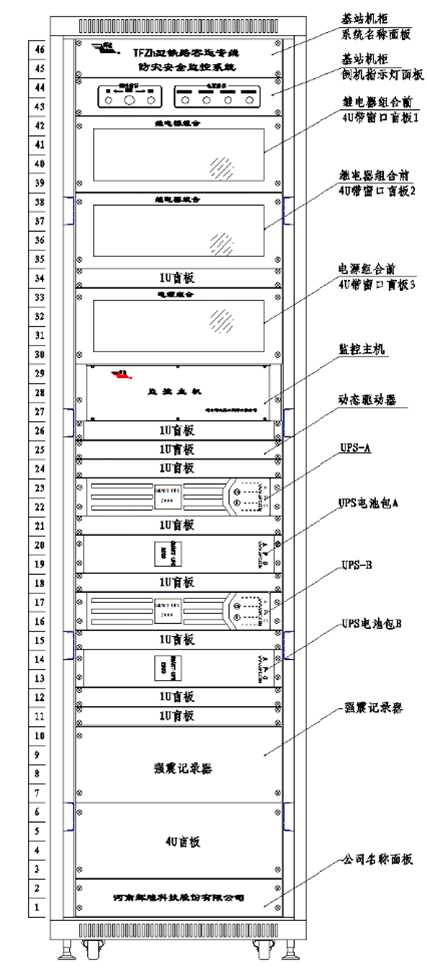 基站机柜
系统名称面板
基站机柜
倒机指示灯面板
继电器组合前
4U带窗口盲板1
继电器组合前
4U带窗口盲板2
电源组合前
4U带窗口盲板3
监控主机
动态驱动器
UPS-A
UPS电池包A
UPS-B
UPS电池包B
强震记录器
公司名称面板
46
45
44
43
42
41
40
39
38
37
36
35
34
33
32
31
30
29
28
27
26
25
24
23
22
21
20
19
18
17
16
15
14
13
12
11
10
9
8
7
6
5
4
3
2
1
TFZh型铁路客运专线
防灾安全监控系统
继电器组合
继电器组合
1U盲板
电源组合
监控主机
1U盲板
1U盲板
1U盲板
1U盲板
1U盲板
1U盲板
1U盲板
1U盲板
强震记录器
4U盲板
河南辉煌科技股份有限公司